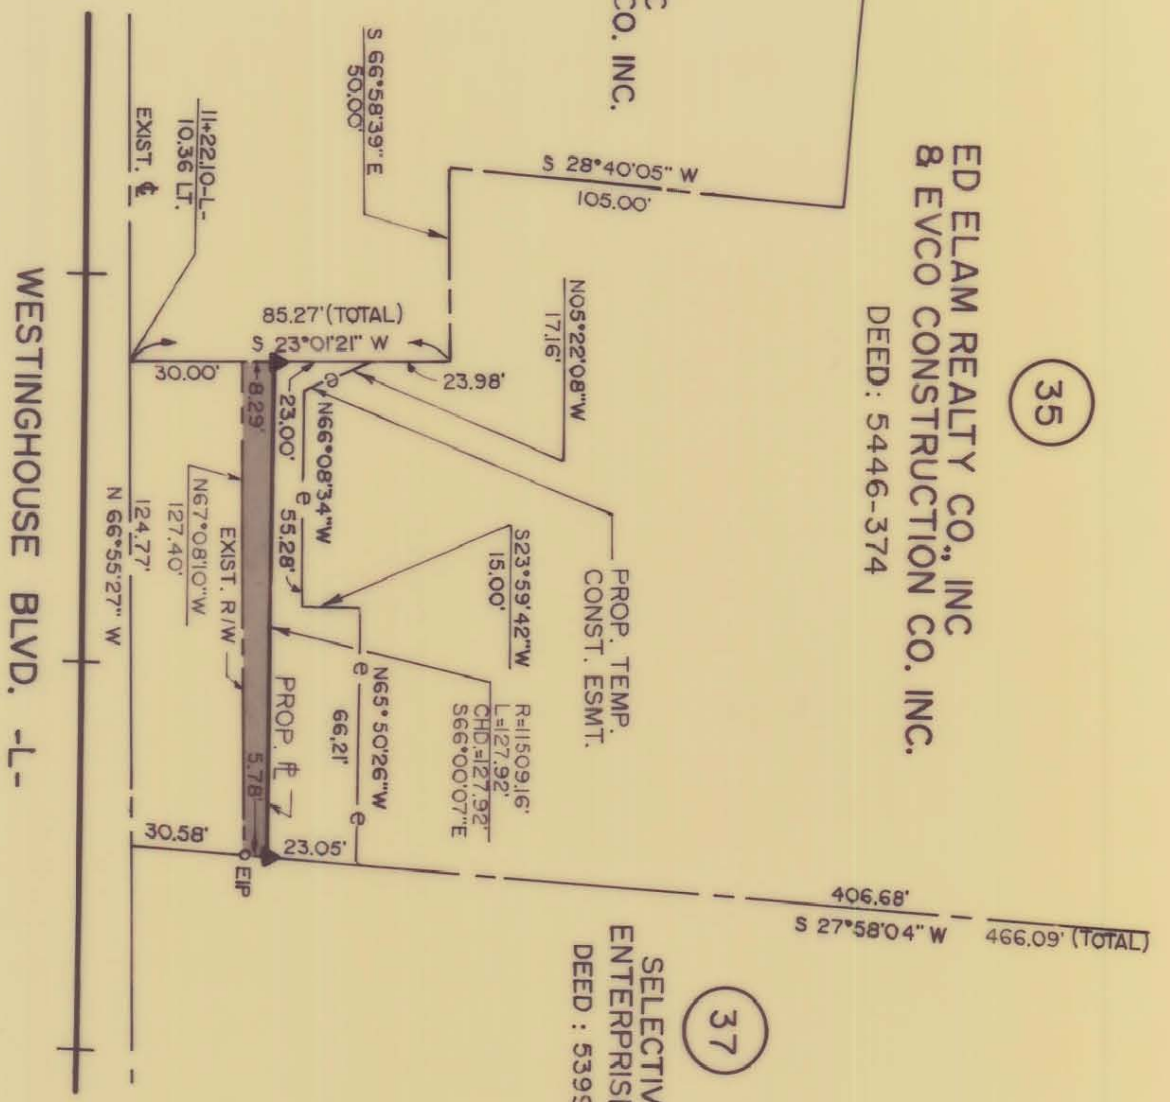 C
CO. INC.
35
ED ELAM REALTY CO., INC
& EVCO CONSTRUCTION CO. INC.
DEED: 5446-374
S 66°58'39" E
50.00'
S 28°40'05" W
105.00'
11+22.10-L-
10.36 LT.
EXIST. ℄
85.27' (TOTAL)
S 23°01'21" W
30.00'
8.29'
23.00'
23.98'
N05°22'08"W
17.16'
e
N66°08'34"W
e
55.28'
S23°59'42"W
15.00'
PROP. TEMP.
CONST. ESMT.
R=11509.16'
L=127.92'
CHD.=127.92'
S66°00'07"E
e
N65°50'26"W
66.21'
e
PROP. ⅊
5.78'
EXIST. R/W
N67°08'10"W
127.40'
124.77'
N 66°55'27" W
30.58'
23.05'
EIP
406.68'
S 27°58'04" W
466.09' (TOTAL)
37
SELECTIV
ENTERPRIS
DEED : 539
WESTINGHOUSE BLVD. -L-